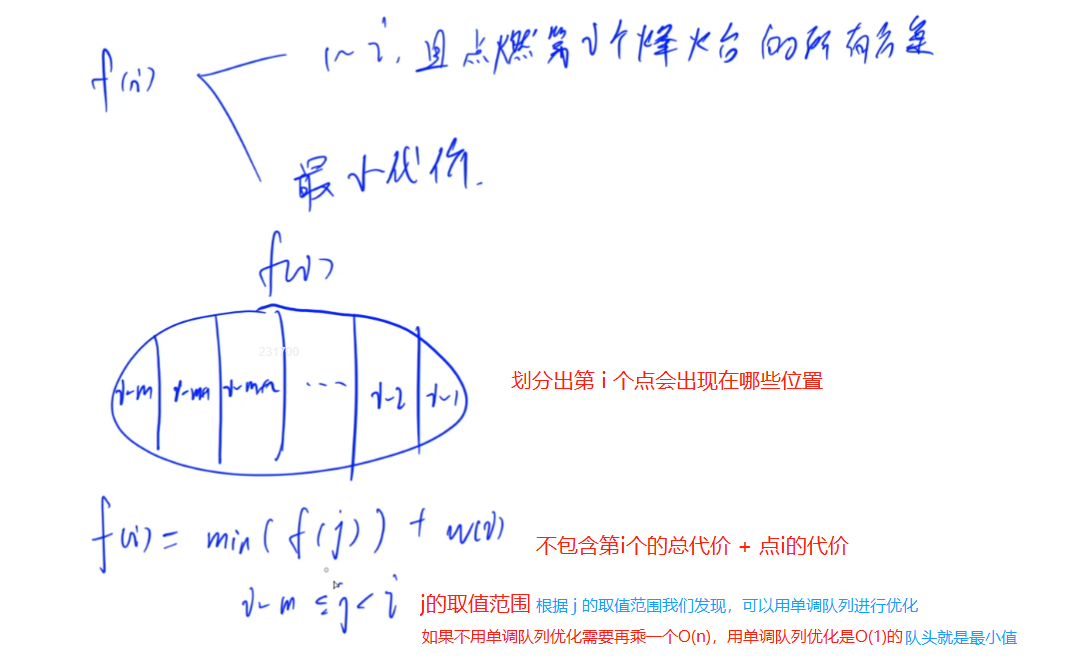 f(i)
1~i，且点燃第i个烽火台的所有方案
最小代价.
f(i)
231700
i-m
i-m+1
i-m+2
...
i-2
i-1
划分出第 i 个点会出现在哪些位置
f(i) = min(f(j)) + w(i)
不包含第i个的总代价 + 点i的代价
i-m ≤ j < i
j的取值范围 根据 j 的取值范围我们发现，可以用单调队列进行优化
如果不用单调队列优化需要再乘一个O(n)，用单调队列优化是O(1)的 队头就是最小值